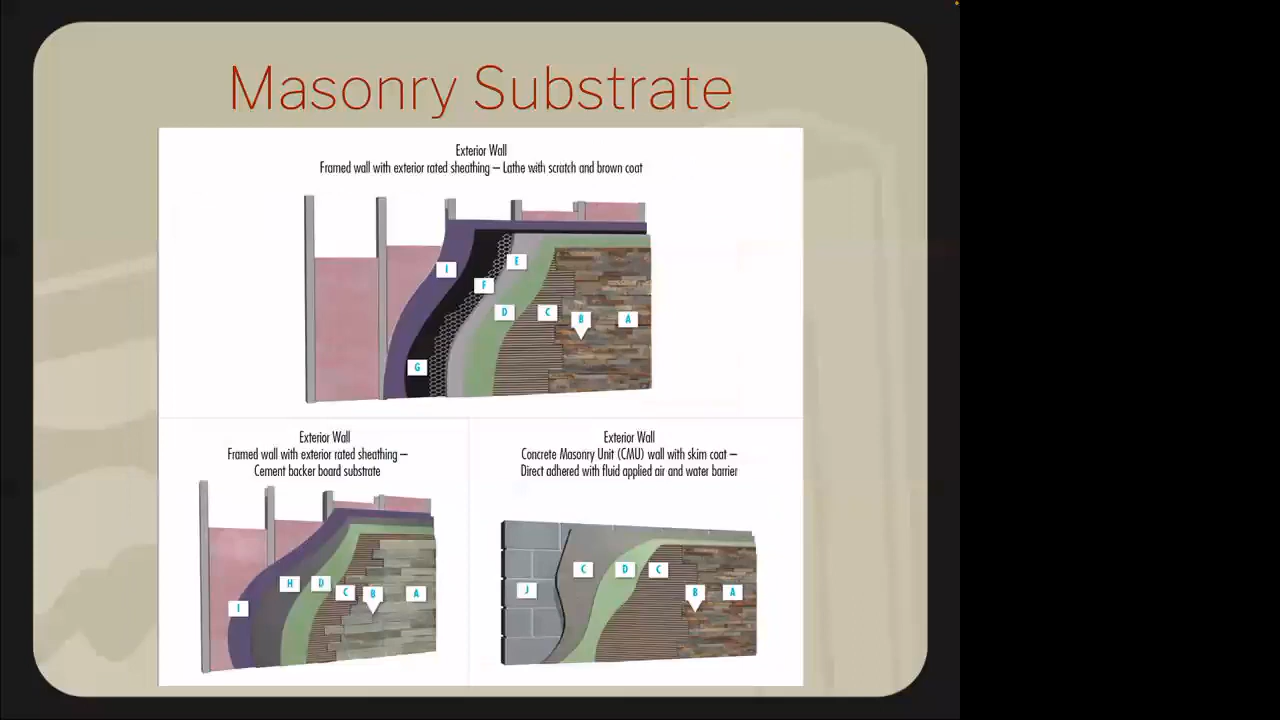 Masonry Substrate
Exterior Wall
Framed wall with exterior rated sheathing – Lathe with scratch and brown coat
I
E
F
D
C
B
A
G
Exterior Wall
Framed wall with exterior rated sheathing –
Cement backer board substrate
H
D
C
B
A
I
Exterior Wall
Concrete Masonry Unit (CMU) wall with skim coat –
Direct adhered with fluid applied air and water barrier
C
D
C
J
B
A